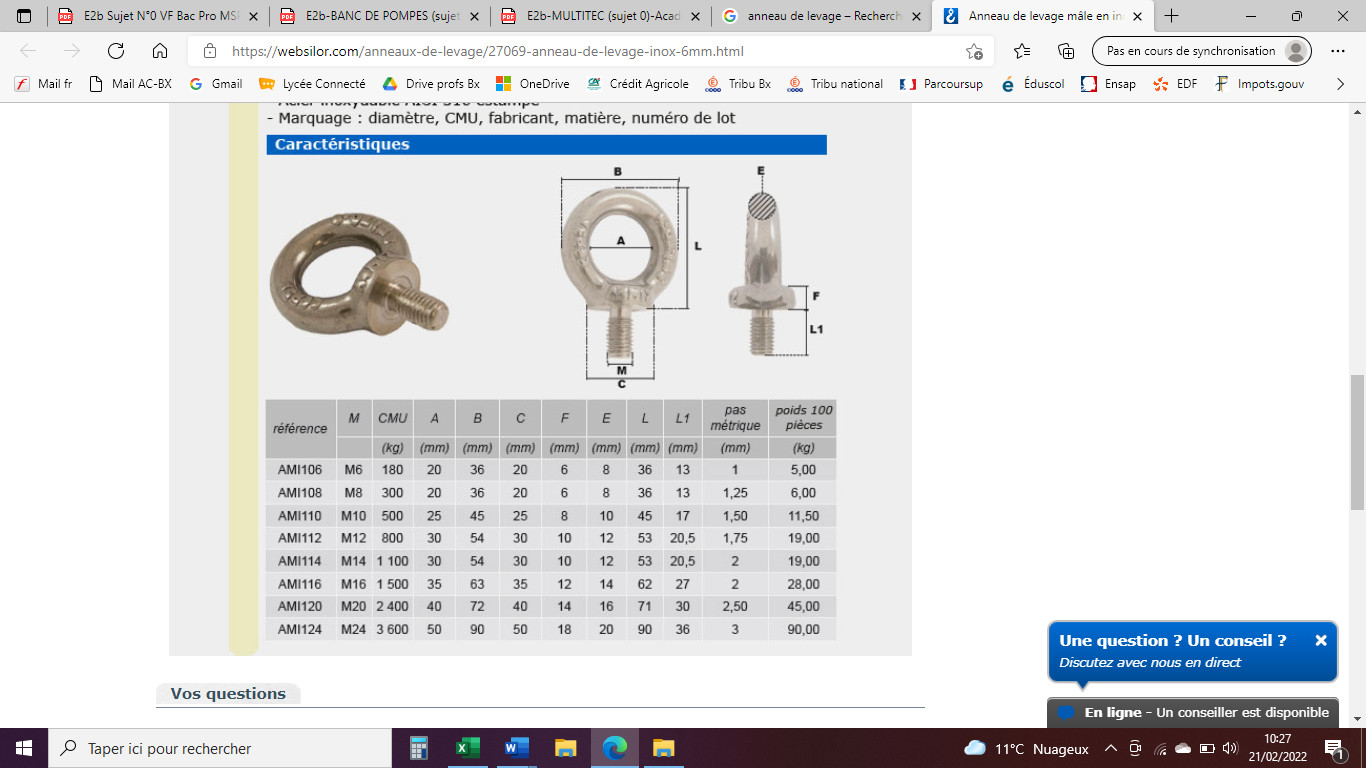 E2b Sujet N°0 VF Bac Pro MSP
E2b-BANC DE POMPES (sujet
E2b-MULTITEC (sujet 0)-Acad
anneau de levage – Recherch
Anneau de levage mâle en in
https://websilor.com/anneaux-de-levage/27069-anneau-de-levage-inox-6mm.html
Pas en cours de synchronisation
Mail fr
Mail AC-BX
Gmail
Lycée Connecté
Drive profs Bx
OneDrive
Crédit Agricole
Tribu Bx
Tribu national
Parcoursup
Éduscol
Ensap
EDF
Impots.gouv
- Acier inoxydable AISI 316 estampé
- Marquage : diamètre, CMU, fabricant, matière, numéro de lot
Caractéristiques
B
E
A
L
F
L1
M
C
référence M CMU A B C F E L L1 pas métrique poids 100 pièces
(kg) (mm) (mm) (mm) (mm) (mm) (mm) (mm) (mm) (kg)
AMI106 M6 180 20 36 20 6 8 36 13 1 5,00
AMI108 M8 300 20 36 20 6 8 36 13 1,25 6,00
AMI110 M10 500 25 45 25 8 10 45 17 1,50 11,50
AMI112 M12 800 30 54 30 10 12 53 20,5 1,75 19,00
AMI114 M14 1 100 30 54 30 10 12 53 20,5 2 19,00
AMI116 M16 1 500 35 63 35 12 14 62 27 2 28,00
AMI120 M20 2 400 40 72 40 14 16 71 30 2,50 45,00
AMI124 M24 3 600 50 90 50 18 20 90 36 3 90,00
Vos questions
Une question ? Un conseil ?
Discutez avec nous en direct
En ligne - Un conseiller est disponible
Taper ici pour rechercher
11°C Nuageux
10:27
21/02/2022
1